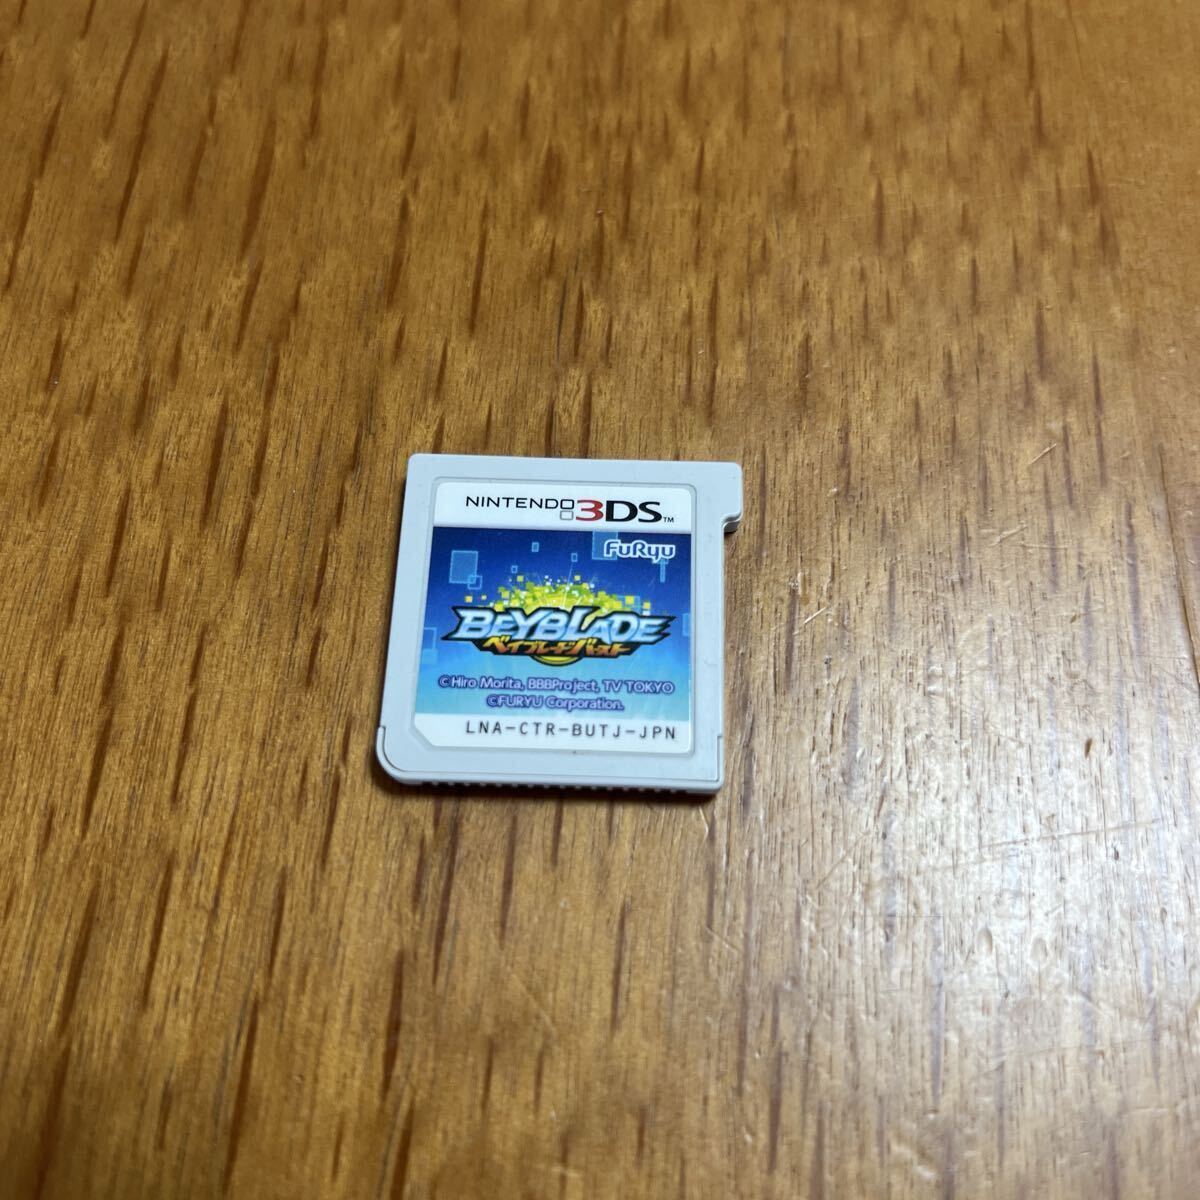 NINTENDO 3DS™
FuRyu
BEYBLADE
ベイブレードバースト
©Hiro Morita, BBBProject, TV TOKYO
©FURYU Corporation.
LNA-CTR-BUTJ-JPN